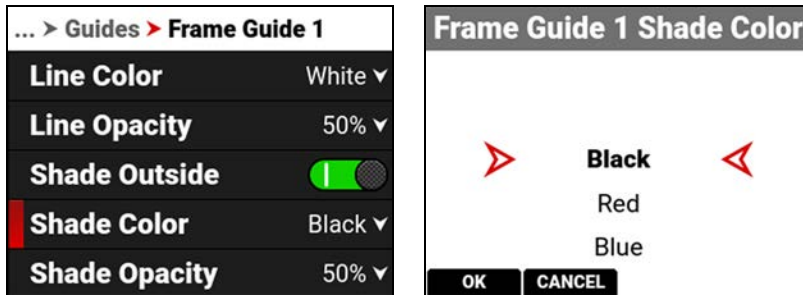 ... > Guides > Frame Guide 1
Line Color White
Line Opacity 50%
Shade Outside
Shade Color Black
Shade Opacity 50%
Frame Guide 1 Shade Color
Black
Red
Blue
OK CANCEL